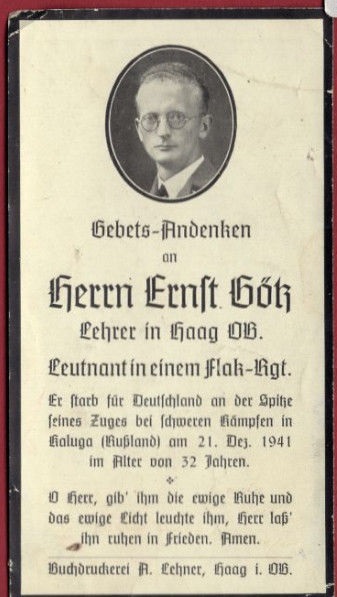 Gebets-Andenken
an
Herrn Ernst Götz
Lehrer in Haag OB.
Leutnant in einem Flak-Rgt.
Er starb für Deutschland an der Spitze
seines Zuges bei schweren Kämpfen in
Kaluga (Rußland) am 21. Dez. 1941
im Alter von 32 Jahren.
O Herr, gib' ihm die ewige Ruhe und
das ewige Licht leuchte ihm, Herr laß'
ihn ruhen in Frieden. Amen.
Buchdruckerei A. Lehner, Haag i. OB.